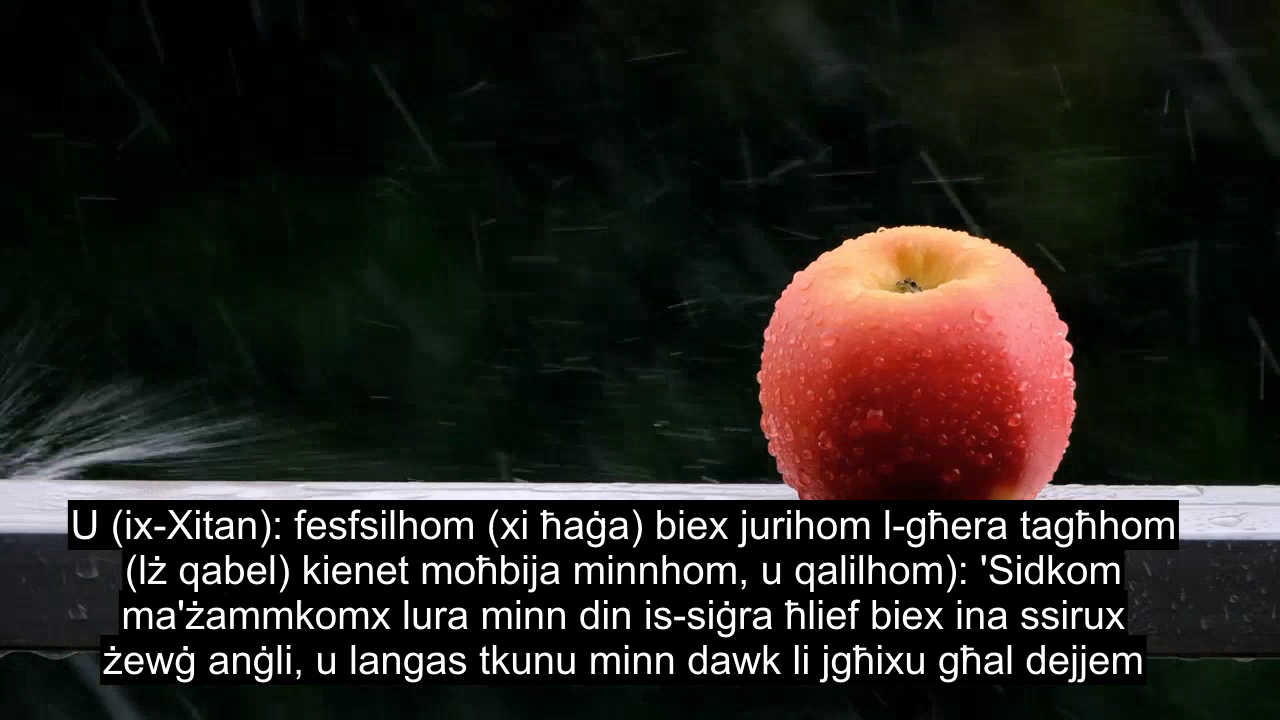 U (ix-Xitan): fesfsilhom (xi ħaġa) biex jurihom l-għera tagħhom
(lż qabel) kienet moħbija minnhom, u qalilhom): 'Sidkom
ma'żammkomx lura minn din is-siġra ħlief biex ina ssirux
żewġ anġli, u langas tkunu minn dawk li jgħixu għal dejjem